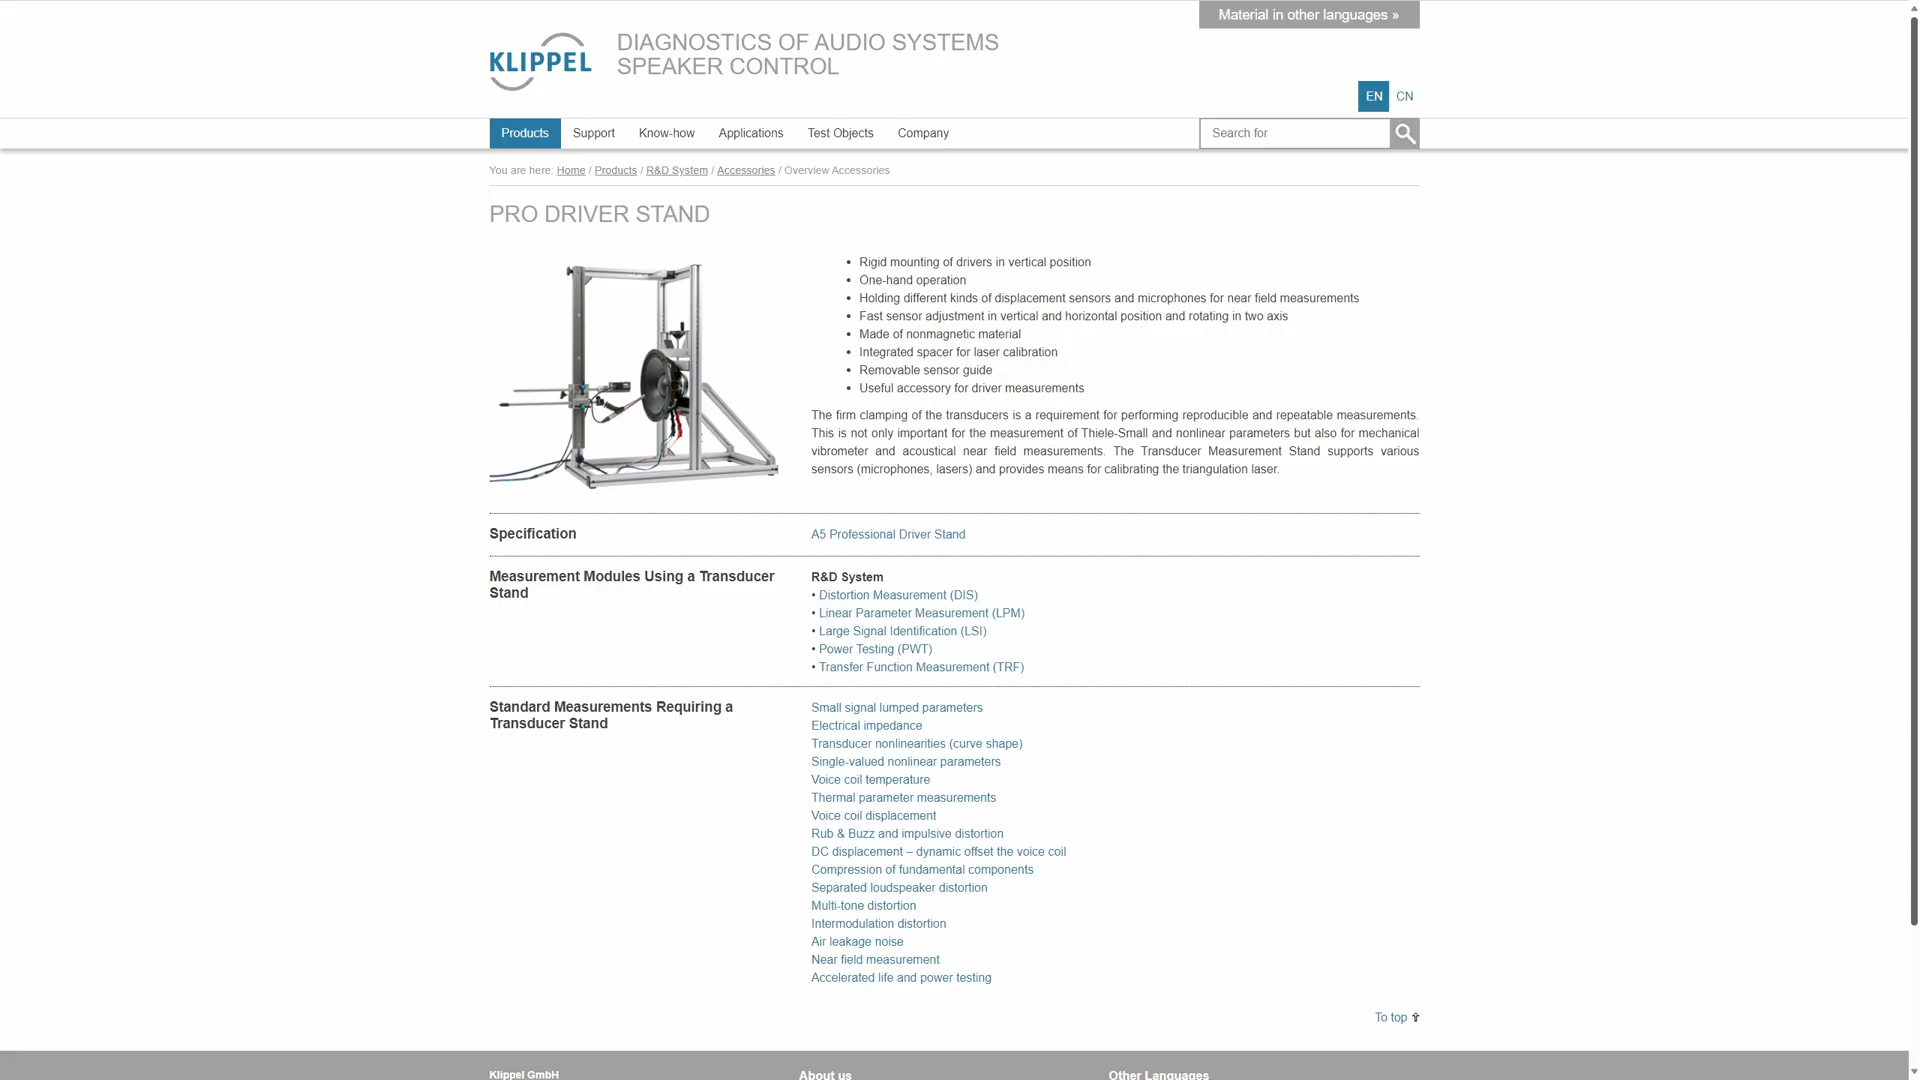 Material in other languages »
KLIPPEL
DIAGNOSTICS OF AUDIO SYSTEMS
SPEAKER CONTROL
EN CN
Products Support Know-how Applications Test Objects Company Search for
You are here: Home / Products / R&D System / Accessories / Overview Accessories
PRO DRIVER STAND
• Rigid mounting of drivers in vertical position
• One-hand operation
• Holding different kinds of displacement sensors and microphones for near field measurements
• Fast sensor adjustment in vertical and horizontal position and rotating in two axis
• Made of nonmagnetic material
• Integrated spacer for laser calibration
• Removable sensor guide
• Useful accessory for driver measurements
The firm clamping of the transducers is a requirement for performing reproducible and repeatable measurements.
This is not only important for the measurement of Thiele-Small and nonlinear parameters but also for mechanical
vibrometer and acoustical near field measurements. The Transducer Measurement Stand supports various
sensors (microphones, lasers) and provides means for calibrating the triangulation laser.
Specification
A5 Professional Driver Stand
Measurement Modules Using a Transducer
Stand
R&D System
• Distortion Measurement (DIS)
• Linear Parameter Measurement (LPM)
• Large Signal Identification (LSI)
• Power Testing (PWT)
• Transfer Function Measurement (TRF)
Standard Measurements Requiring a
Transducer Stand
Small signal lumped parameters
Electrical impedance
Transducer nonlinearities (curve shape)
Single-valued nonlinear parameters
Voice coil temperature
Thermal parameter measurements
Voice coil displacement
Rub & Buzz and impulsive distortion
DC displacement – dynamic offset the voice coil
Compression of fundamental components
Separated loudspeaker distortion
Multi-tone distortion
Intermodulation distortion
Air leakage noise
Near field measurement
Accelerated life and power testing
To top ⇧
Klippel GmbH About us Other Languages